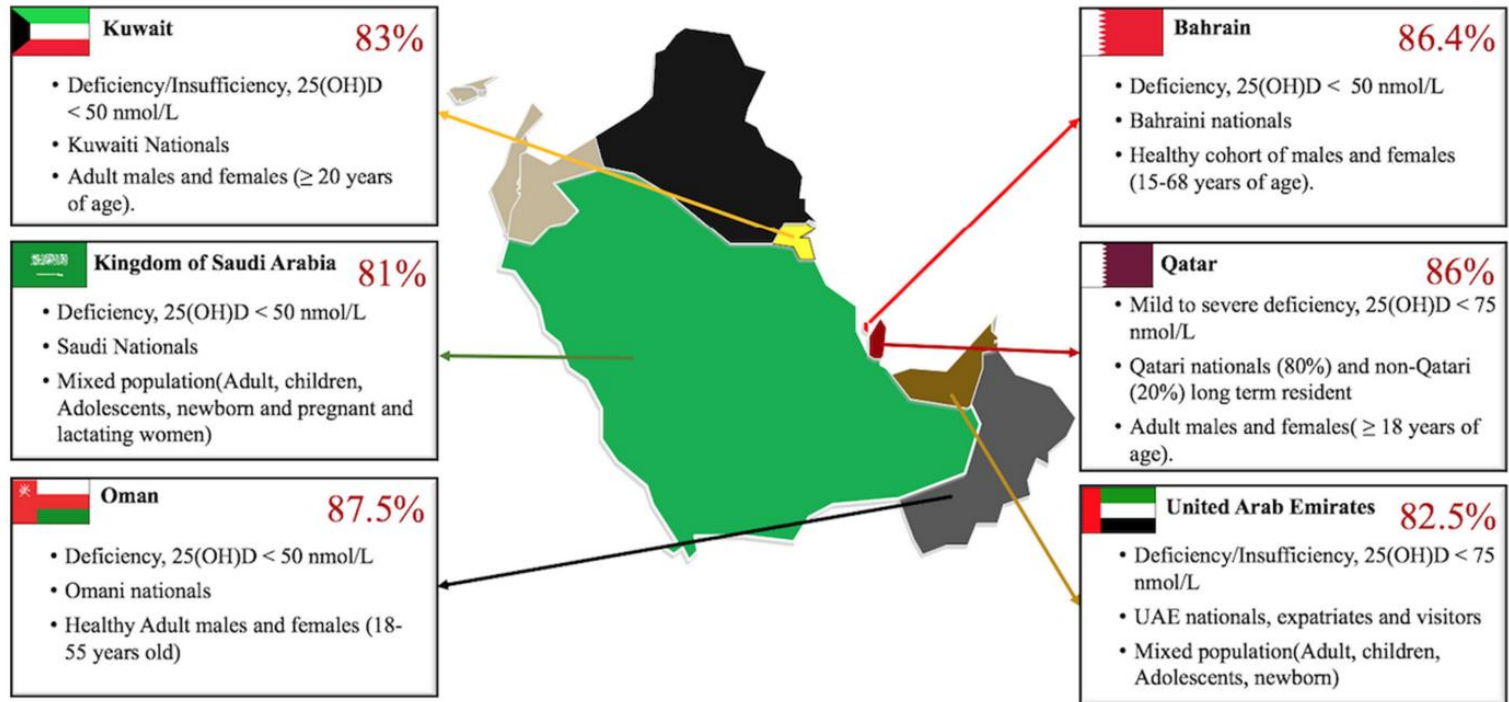 Kuwait
83%
• Deficiency/Insufficiency, 25(OH)D
< 50 nmol/L
• Kuwaiti Nationals
• Adult males and females (≥ 20 years
of age).
Kingdom of Saudi Arabia
81%
• Deficiency, 25(OH)D < 50 nmol/L
• Saudi Nationals
• Mixed population(Adult, children,
Adolescents, newborn and pregnant and
lactating women)
Oman
87.5%
• Deficiency, 25(OH)D < 50 nmol/L
• Omani nationals
• Healthy Adult males and females (18-
55 years old)
Bahrain
86.4%
• Deficiency, 25(OH)D < 50 nmol/L
• Bahraini nationals
• Healthy cohort of males and females
(15-68 years of age).
Qatar
86%
• Mild to severe deficiency, 25(OH)D < 75
nmol/L
• Qatari nationals (80%) and non-Qatari
(20%) long term resident
• Adult males and females( ≥ 18 years of
age).
United Arab Emirates
82.5%
• Deficiency/Insufficiency, 25(OH)D < 75
nmol/L
• UAE nationals, expatriates and visitors
• Mixed population(Adult, children,
Adolescents, newborn)